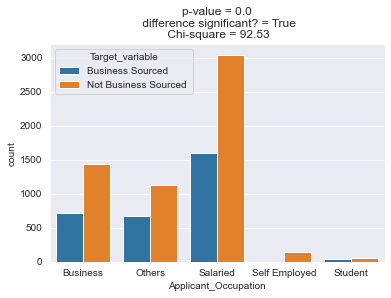 p-value = 0.0
difference significant? = True
Chi-square = 92.53
3000
2500
2000
1500
1000
500
0
count
Target_variable
Business Sourced
Not Business Sourced
Business
Others
Salaried
Self Employed
Student
Applicant_Occupation